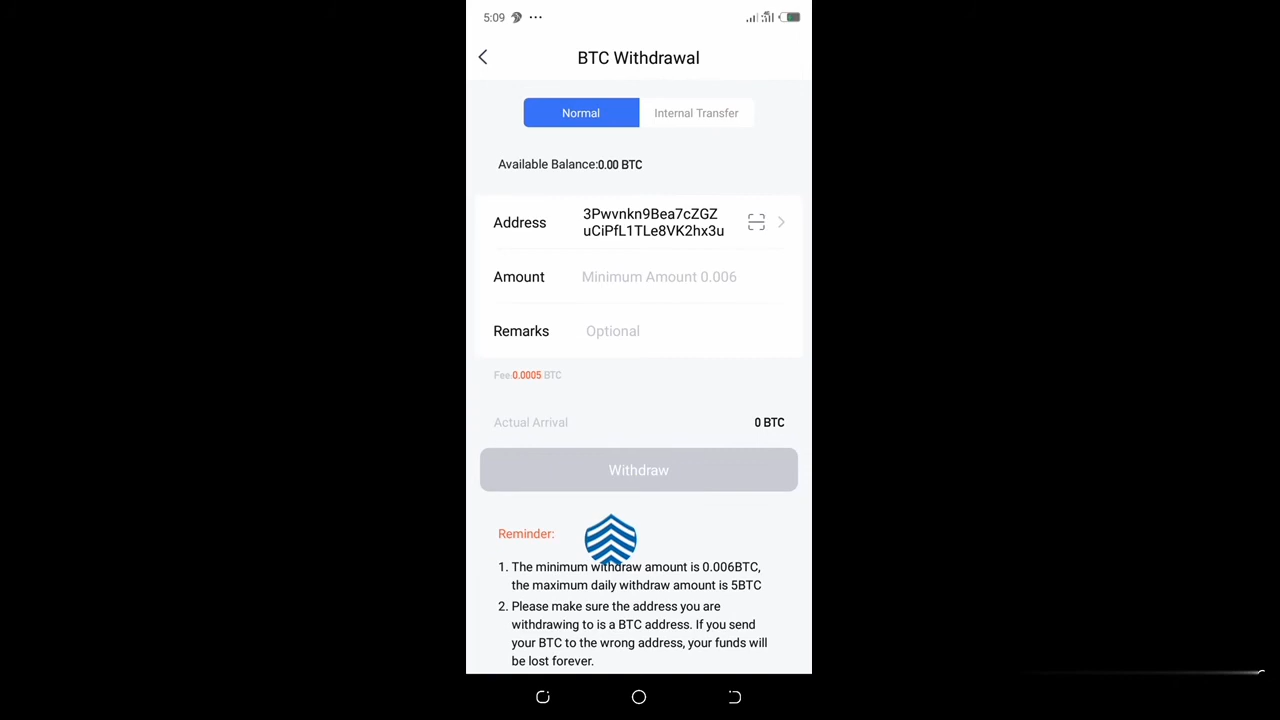 5:09
BTC Withdrawal
Normal
Internal Transfer
Available Balance:0.00 BTC
Address
3Pwvnkn9Bea7cZGZ
uCiPfL1TLe8VK2hx3u
Amount
Minimum Amount 0.006
Remarks
Optional
Fee:0.0005 BTC
Actual Arrival
0 BTC
Withdraw
Reminder:
1. The minimum withdraw amount is 0.006BTC,
the maximum daily withdraw amount is 5BTC
2. Please make sure the address you are
withdrawing to is a BTC address. If you send
your BTC to the wrong address, your funds will
be lost forever.